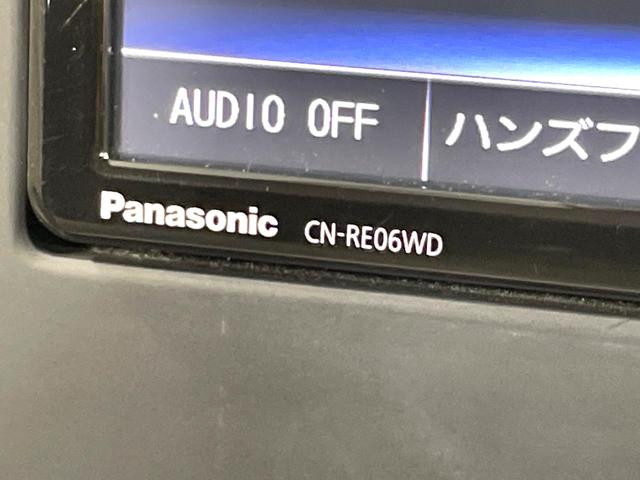 AUDIO OFF ハンズフ
Panasonic CN-RE06WD